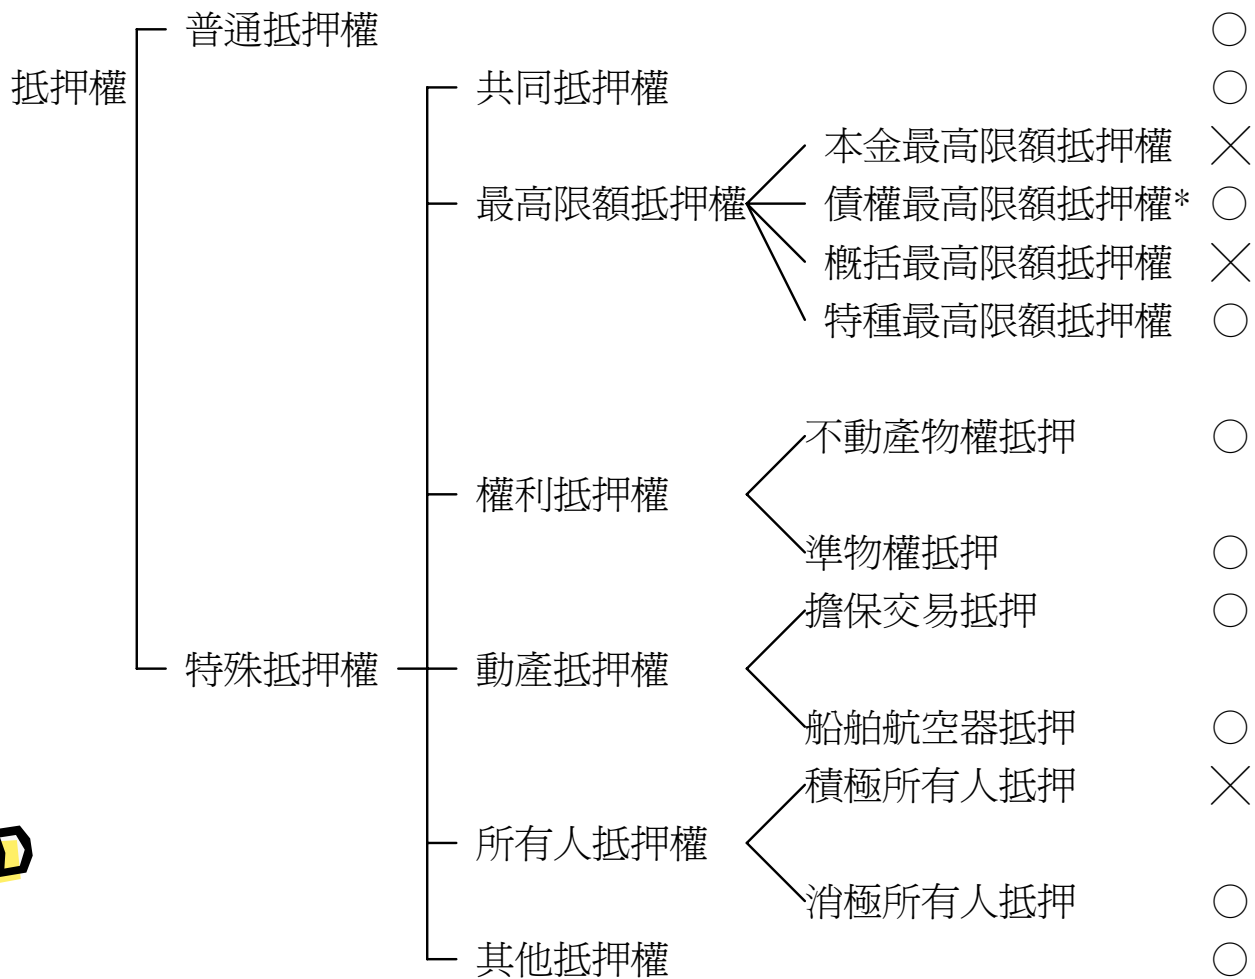 普通抵押權 ○
抵押權 共同抵押權 ○
本金最高限額抵押權 ×
最高限額抵押權 債權最高限額抵押權* ○
概括最高限額抵押權 ×
特種最高限額抵押權 ○
不動產物權抵押 ○
權利抵押權
準物權抵押 ○
擔保交易抵押 ○
特殊抵押權 動產抵押權
船舶航空器抵押 ○
積極所有人抵押 ×
所有人抵押權
消極所有人抵押 ○
其他抵押權 ○